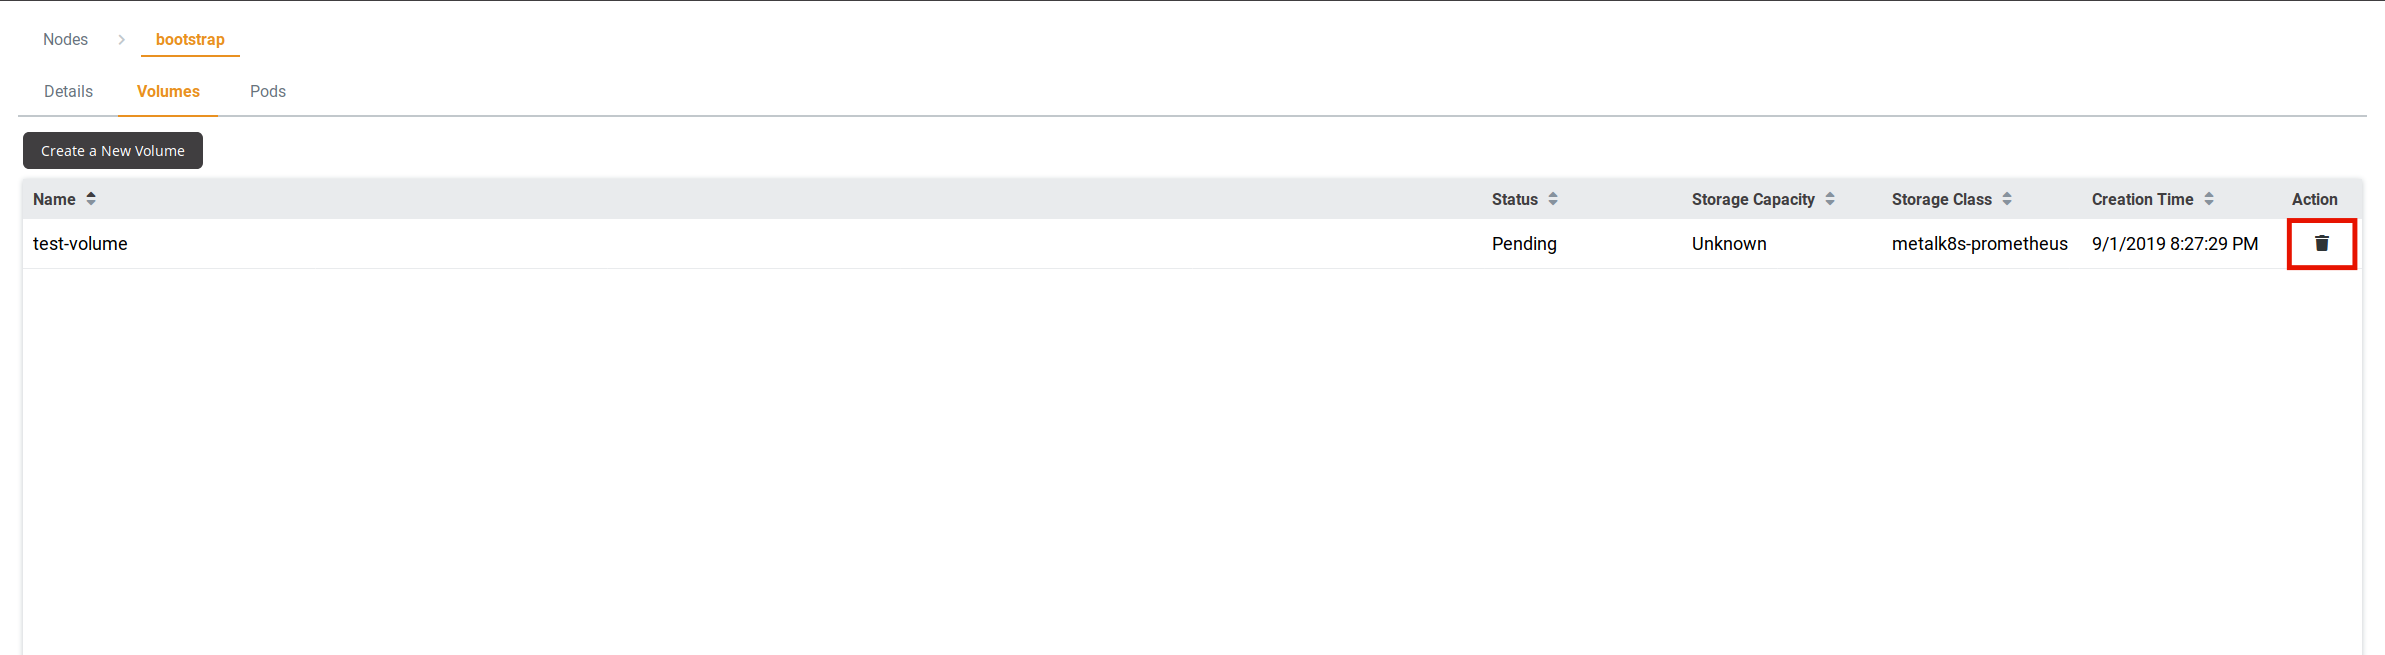 Nodes > bootstrap
Details Volumes Pods
Create a New Volume
Name Status Storage Capacity Storage Class Creation Time Action
test-volume Pending Unknown metalk8s-prometheus 9/1/2019 8:27:29 PM